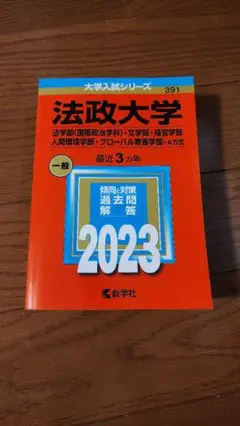 大学入試シリーズ
391
法政大学
法学部〈国際政治学科〉・文学部・経営学部
人間環境学部・グローバル教養学部-A方式
最近3カ年
一般
傾向と対策
過去問
解答
2023
教学社